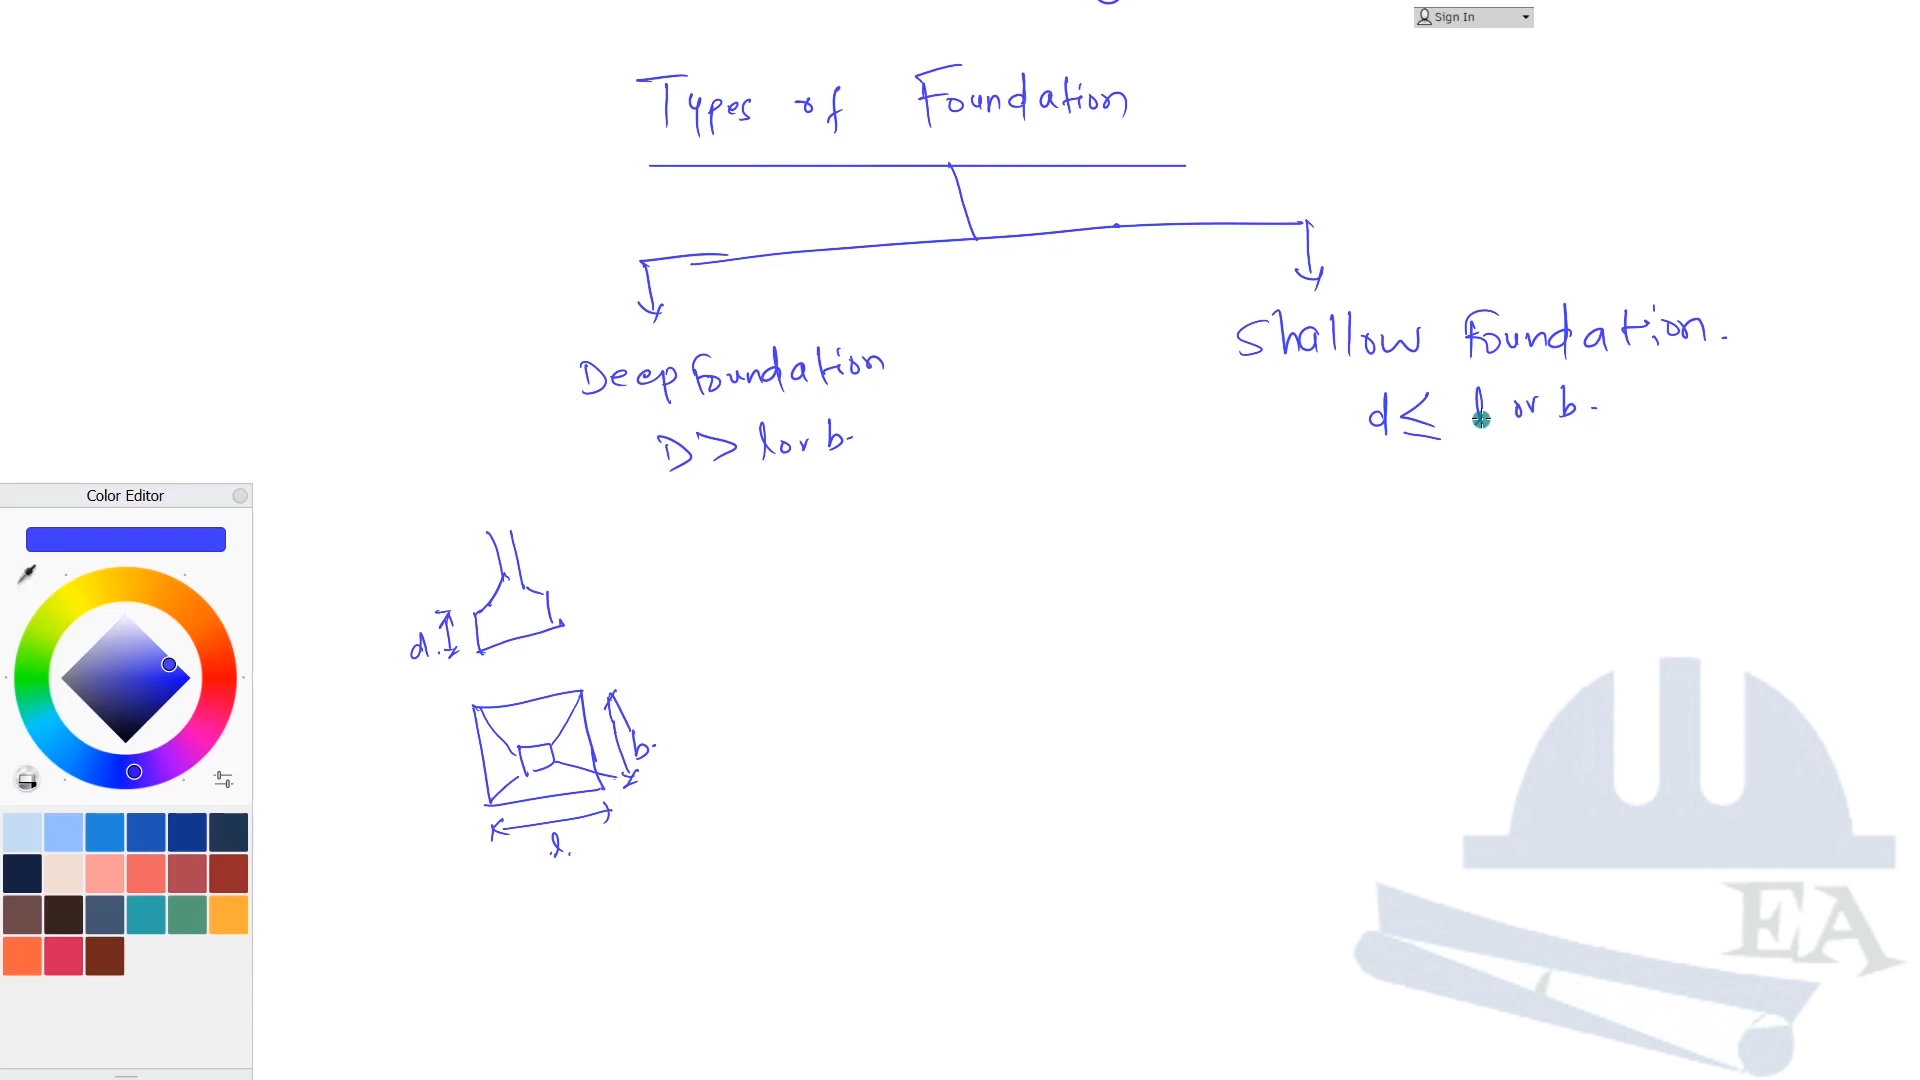 Sign In
Types of Foundation
Deep foundation
Shallow foundation.
D > l or b.
d ≤ l or b.
Color Editor
d.
b.
l.
EA